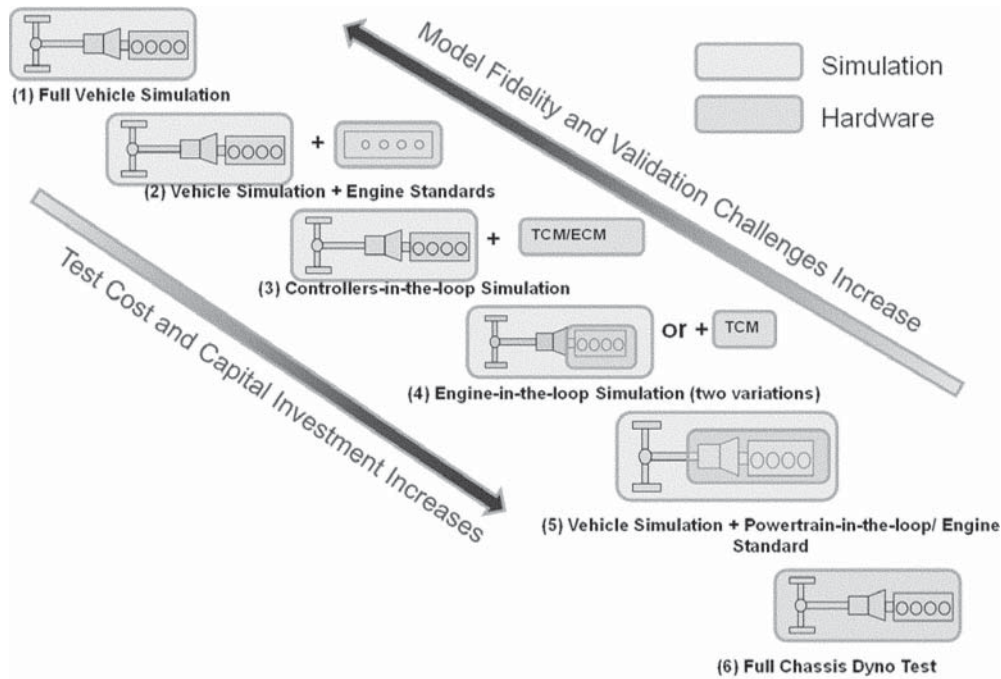 (1) Full Vehicle Simulation
Model Fidelity and Validation Challenges Increase
Simulation
Hardware
+
(2) Vehicle Simulation + Engine Standards
Test Cost and Capital Investment Increases
+
TCM/ECM
(3) Controllers-in-the-loop Simulation
or +
TCM
(4) Engine-in-the-loop Simulation (two variations)
(5) Vehicle Simulation + Powertrain-in-the-loop/ Engine
Standard
(6) Full Chassis Dyno Test